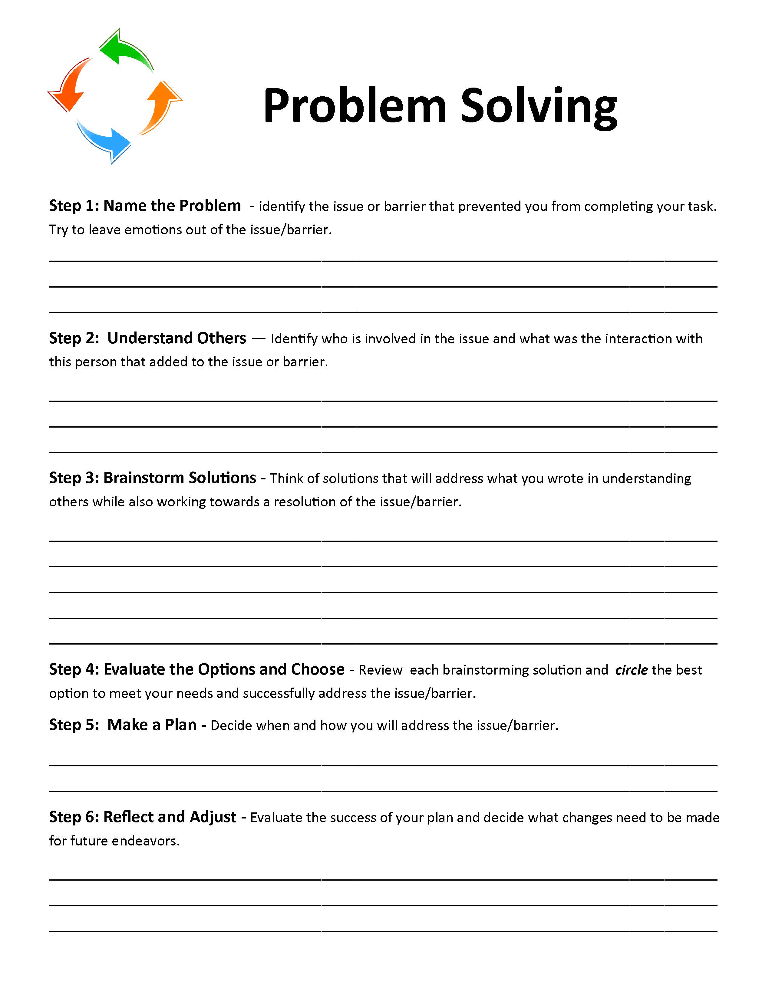 Problem Solving
Step 1: Name the Problem  - identify the issue or barrier that prevented you from completing your task.
Try to leave emotions out of the issue/barrier.
Step 2:  Understand Others — Identify who is involved in the issue and what was the interaction with
this person that added to the issue or barrier.
Step 3: Brainstorm Solutions - Think of solutions that will address what you wrote in understanding
others while also working towards a resolution of the issue/barrier.
Step 4: Evaluate the Options and Choose - Review  each brainstorming solution and  circle the best
option to meet your needs and successfully address the issue/barrier.
Step 5:  Make a Plan - Decide when and how you will address the issue/barrier.
Step 6: Reflect and Adjust - Evaluate the success of your plan and decide what changes need to be made
for future endeavors.